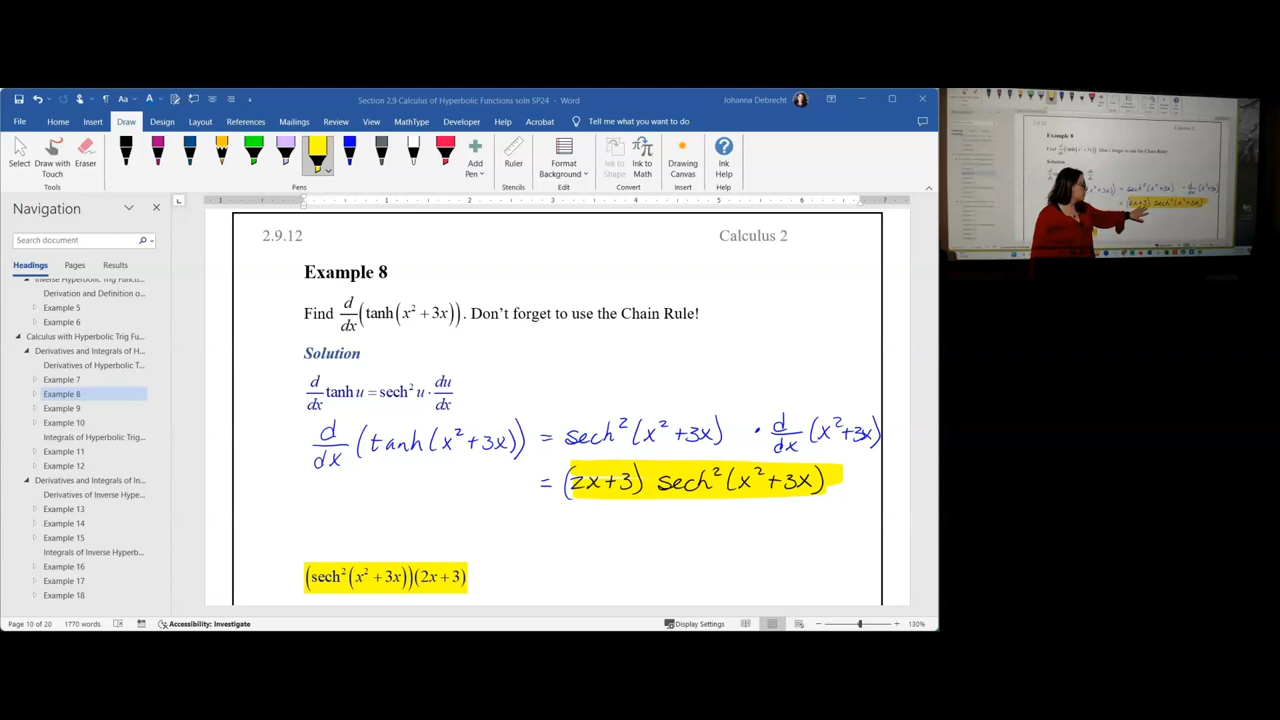 Section 2.9 Calculus of Hyperbolic Functions soln SP24 - Word
Johanna Debrecht
File Home Insert Draw Design Layout References Mailings Review View MathType Developer Help Acrobat Tell me what you want to do
Select
Draw with Touch
Eraser
Add Pen
Ruler
Format Background
Ink to Shape
Ink to Math
Drawing Canvas
Ink Help
Tools
Pens
Stencils
Insert
Convert
Help
Navigation
Search document
Headings Pages Results
Inverse Hyperbolic Trig Func...
Derivation and Definition o...
Example 5
Example 6
Calculus with Hyperbolic Trig Fu...
Derivatives and Integrals of H...
Derivatives of Hyperbolic T...
Example 7
Example 8
Example 9
Example 10
Integrals of Hyperbolic Trig...
Example 11
Example 12
Derivatives and Integrals of I...
Derivatives of Inverse Hype...
Example 13
Example 14
Example 15
Integrals of Inverse Hyperb...
Example 16
Example 17
Example 18
2.9.12 Calculus 2
Example 8
Find d/dx (tanh(x² + 3x)). Don't forget to use the Chain Rule!
Solution
d/dx tanh u = sech² u · du/dx
d/dx (tanh(x² + 3x)) = sech² (x² + 3x) · d/dx (x² + 3x)
= (2x + 3) sech² (x² + 3x)
(sech² (x² + 3x))(2x + 3)
Page 10 of 20 1770 words Accessibility: Investigate Display Settings 130%